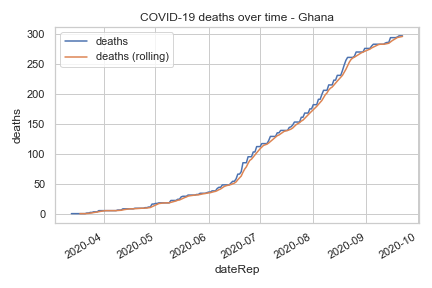 COVID-19 deaths over time - Ghana
deaths
deaths (rolling)
300
250
200
150
100
50
0
deaths
2020-04
2020-05
2020-06
2020-07
2020-08
2020-09
2020-10
dateRep